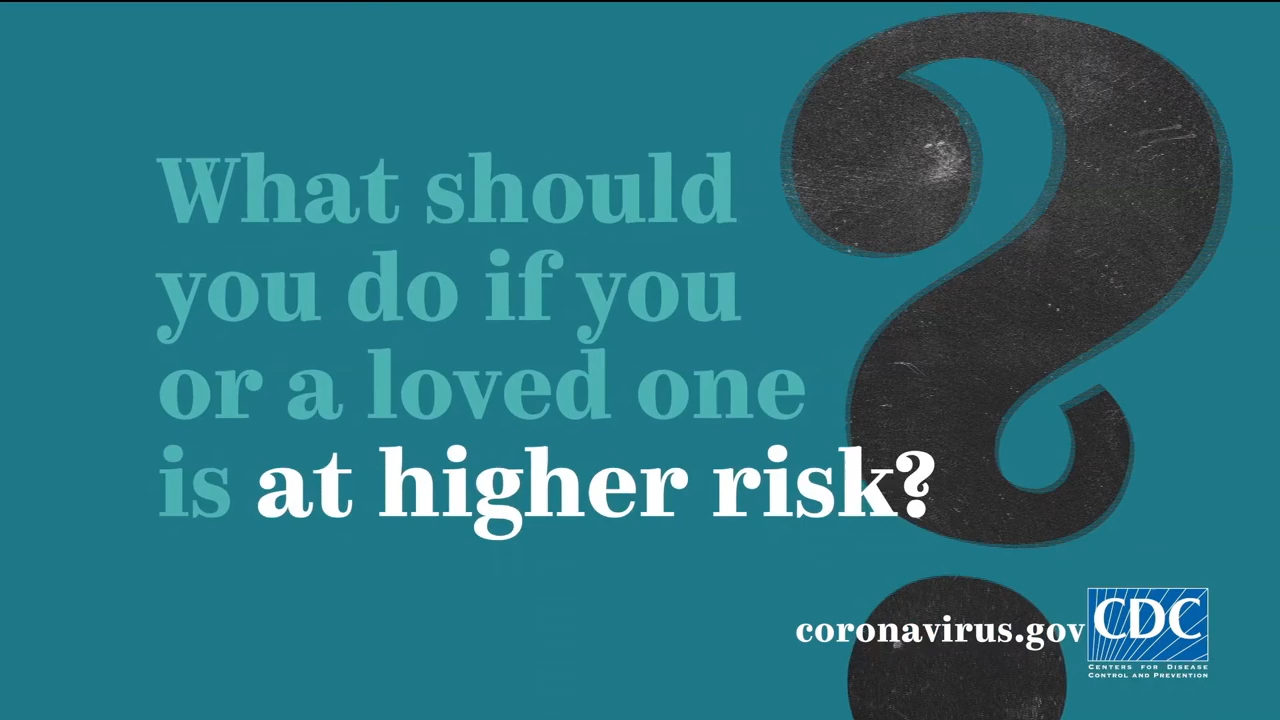 What should
you do if you
or a loved one
is at higher risk?
coronavirus.gov
CDC
CENTERS FOR DISEASE
CONTROL AND PREVENTION